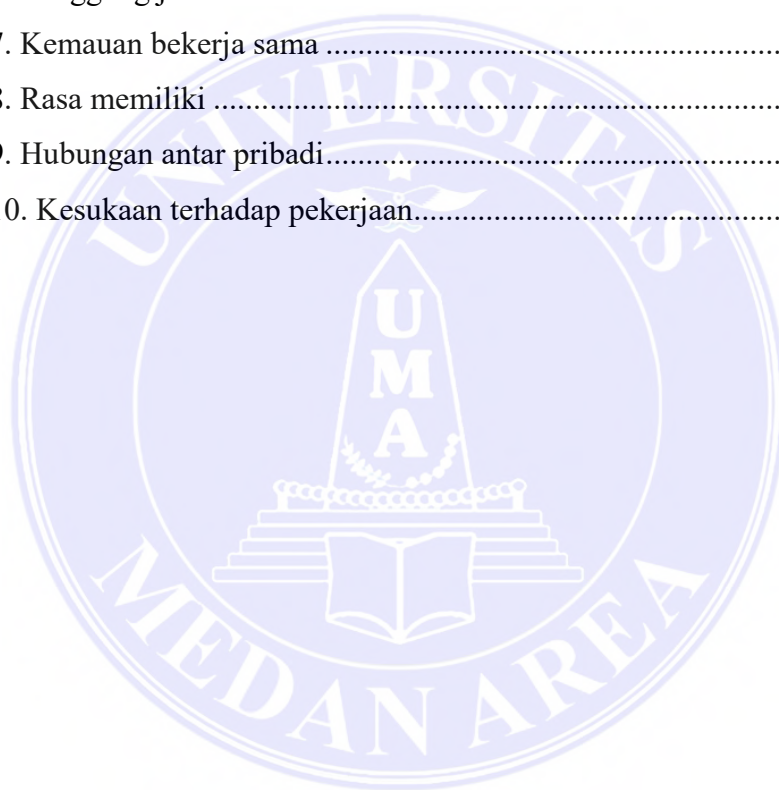 7. Kemauan bekerja sama ........................................................
8. Rasa memiliki ......................................................................
9. Hubungan antar pribadi.........................................................
10. Kesukaan terhadap pekerjaan..............................................
UNIVERSITAS
UMA
MEDAN AREA